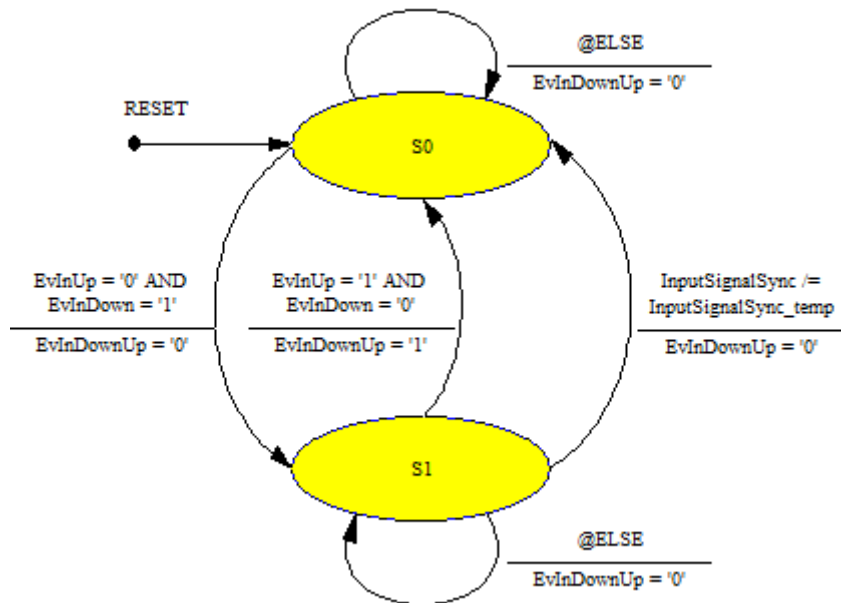 @ELSE
EvInDownUp = '0'
RESET
S0
EvInUp = '0' AND
EvInDown = '1'
EvInDownUp = '0'
EvInUp = '1' AND
EvInDown = '0'
EvInDownUp = '1'
InputSignalSync /=
InputSignalSync_temp
EvInDownUp = '0'
S1
@ELSE
EvInDownUp = '0'